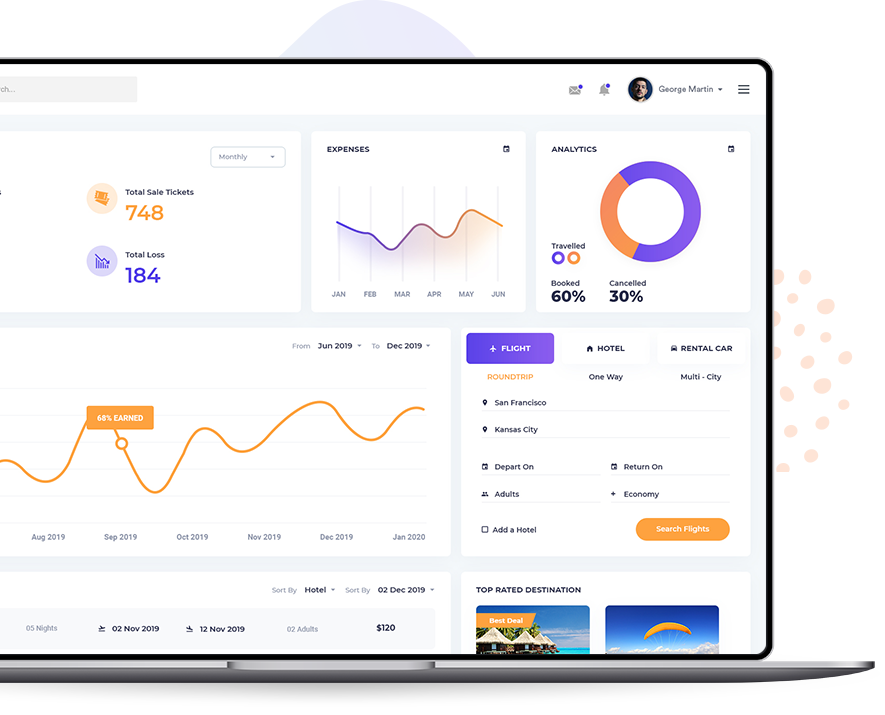 ch...
George Martin
Monthly
Total Sale Tickets
748
Total Loss
184
EXPENSES
JAN FEB MAR APR MAY JUN
ANALYTICS
Travelled
Booked Cancelled
60% 30%
From Jun 2019 To Dec 2019
68% EARNED
Aug 2019 Sep 2019 Oct 2019 Nov 2019 Dec 2019 Jan 2020
FLIGHT HOTEL RENTAL CAR
ROUNDTRIP One Way Multi - City
San Francisco
Kansas City
Depart On Return On
Adults Economy
Add a Hotel Search Flights
Sort By Hotel Sort By 02 Dec 2019
05 Nights 02 Nov 2019 12 Nov 2019 02 Adults $120
TOP RATED DESTINATION
Best Deal